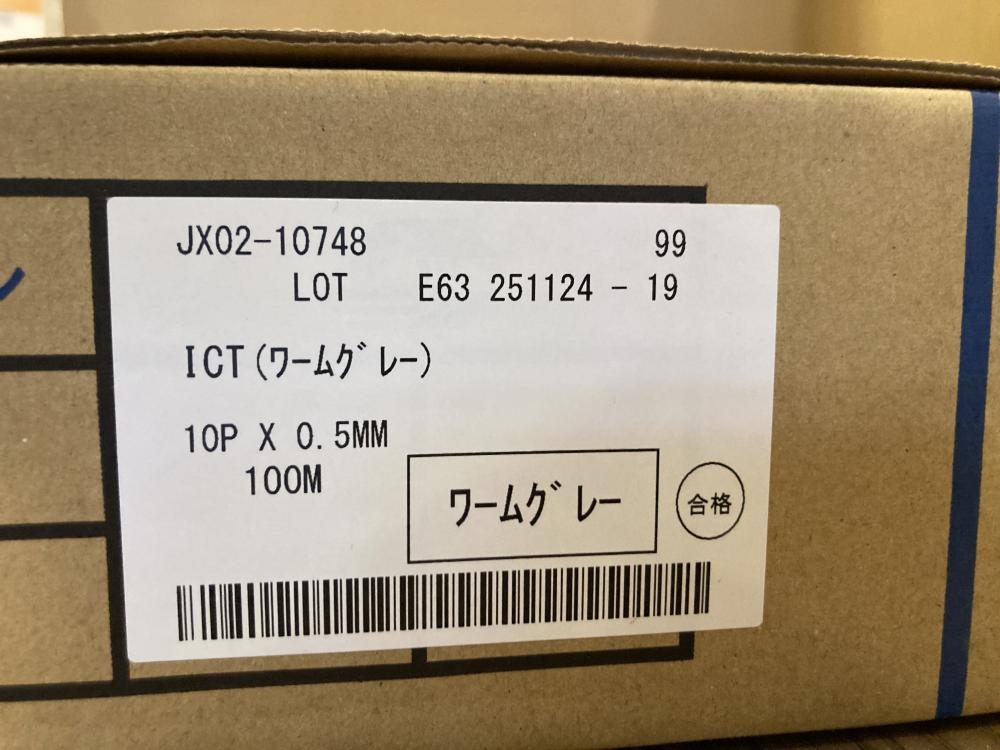 JX02-10748 99
LOT E63 251124 - 19
ICT(ワームグレー)
10P X 0.5MM
100M
ワームグレー
合格